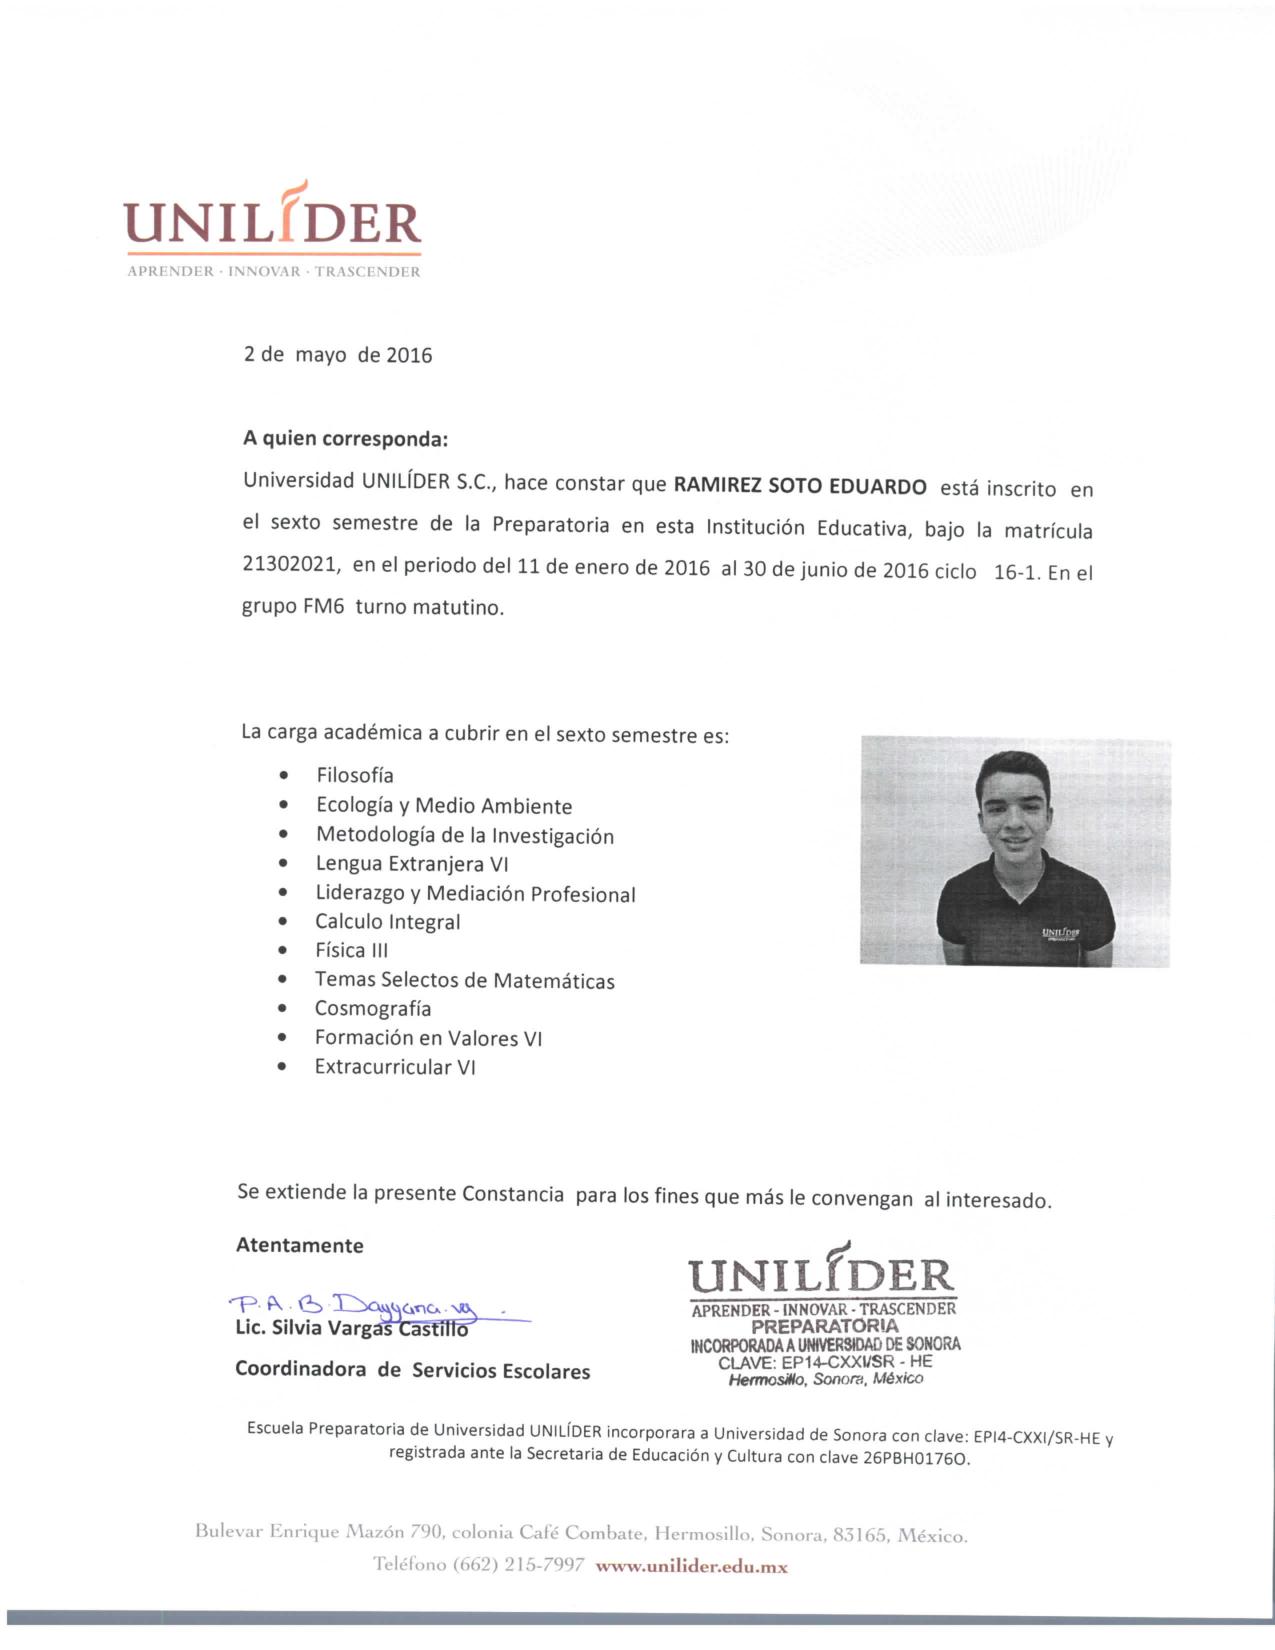 UNILÍDER
APRENDER · INNOVAR · TRASCENDER
2 de mayo de 2016
A quien corresponda:
Universidad UNILÍDER S.C., hace constar que RAMIREZ SOTO EDUARDO está inscrito en
el sexto semestre de la Preparatoria en esta Institución Educativa, bajo la matrícula
21302021, en el periodo del 11 de enero de 2016 al 30 de junio de 2016 ciclo 16-1. En el
grupo FM6 turno matutino.
La carga académica a cubrir en el sexto semestre es:
• Filosofía
• Ecología y Medio Ambiente
• Metodología de la Investigación
• Lengua Extranjera VI
• Liderazgo y Mediación Profesional
• Calculo Integral
• Física III
• Temas Selectos de Matemáticas
• Cosmografía
• Formación en Valores VI
• Extracurricular VI
UNILÍDER
Se extiende la presente Constancia para los fines que más le convengan al interesado.
Atentamente
P.A. B. Dayyana. vg
Lic. Silvia Vargas Castillo
Coordinadora de Servicios Escolares
UNILÍDER
APRENDER - INNOVAR - TRASCENDER
PREPARATORIA
INCORPORADA A UNIVERSIDAD DE SONORA
CLAVE: EP14-CXXI/SR - HE
Hermosillo, Sonora, México
Escuela Preparatoria de Universidad UNILÍDER incorporara a Universidad de Sonora con clave: EPI4-CXXI/SR-HE y
registrada ante la Secretaria de Educación y Cultura con clave 26PBH0176O.
Bulevar Enrique Mazón 790, colonia Café Combate, Hermosillo, Sonora, 83165, México.
Teléfono (662) 215-7997 www.unilider.edu.mx